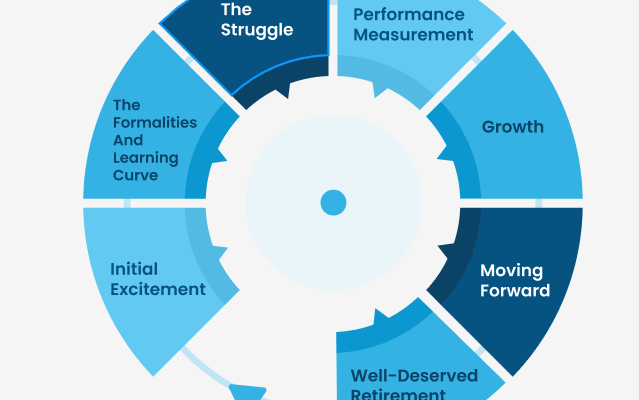 The
Struggle
Performance
Measurement
The
Formalities
And
Learning
Curve
Growth
Initial
Excitement
Moving
Forward
Well-Deserved
Retirement